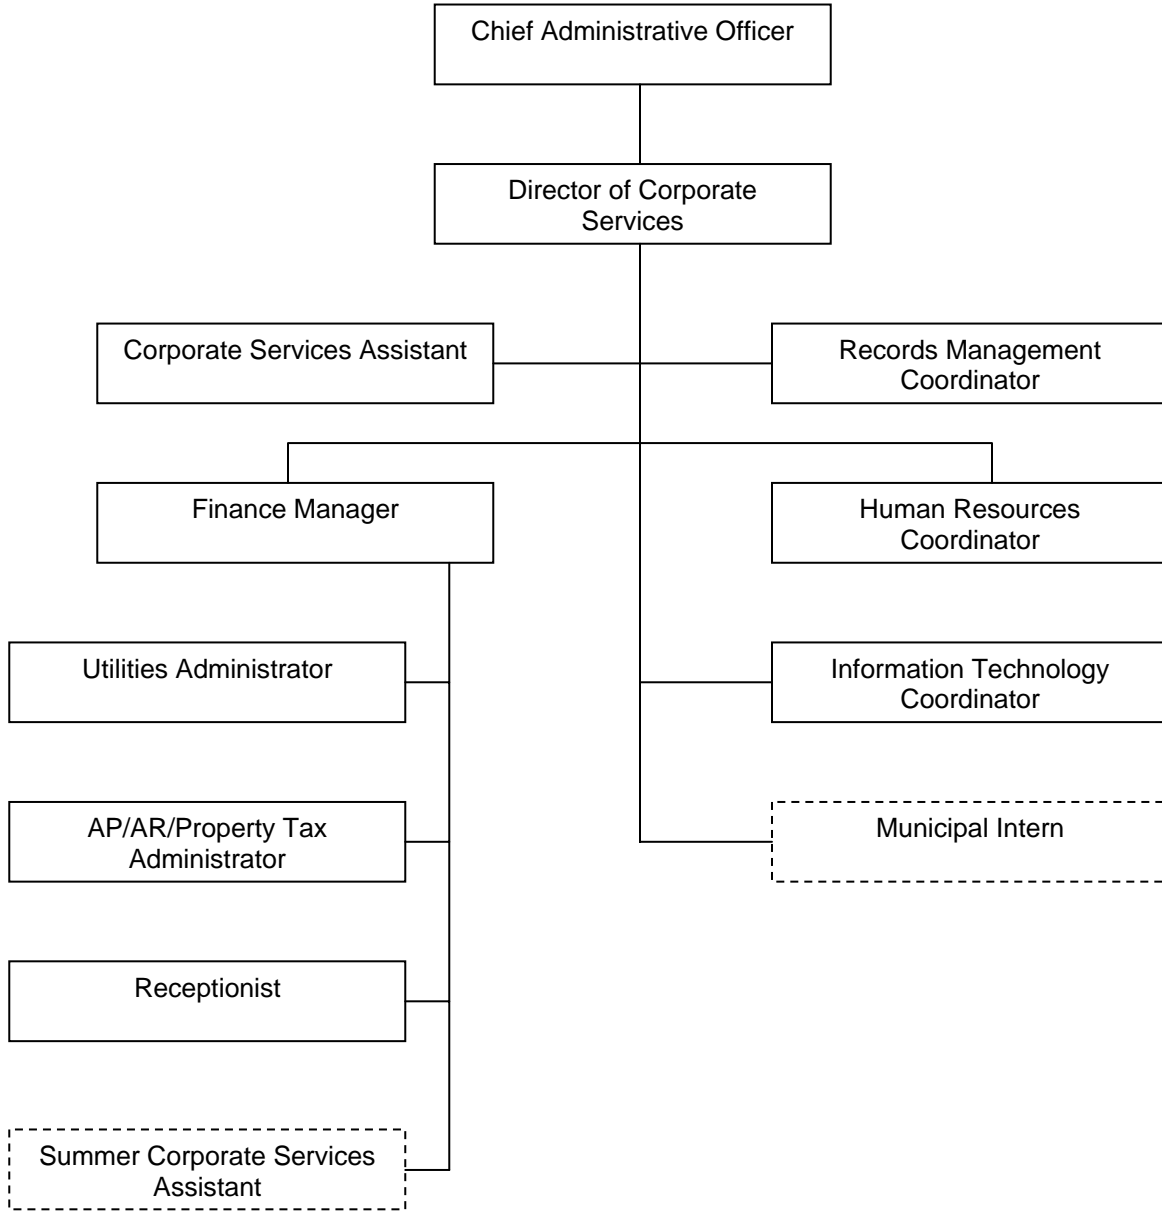 Chief Administrative Officer
Director of Corporate
Services
Corporate Services Assistant
Records Management
Coordinator
Finance Manager
Human Resources
Coordinator
Utilities Administrator
Information Technology
Coordinator
AP/AR/Property Tax
Administrator
Municipal Intern
Receptionist
Summer Corporate Services
Assistant